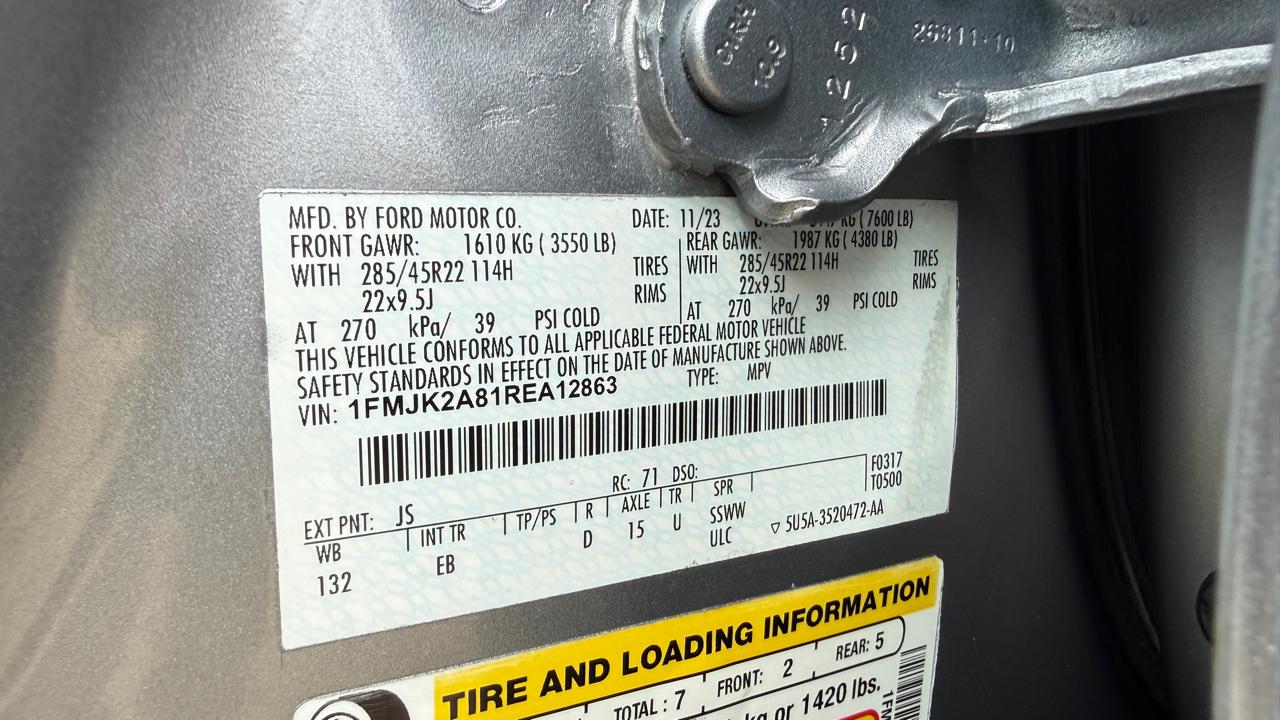 10.9
258
26811-10
MFD. BY FORD MOTOR CO. DATE: 11/23 KG ( 7600 LB)
FRONT GAWR: 1610 KG ( 3550 LB) REAR GAWR: 1987 KG ( 4380 LB)
WITH 285/45R22 114H TIRES WITH 285/45R22 114H TIRES
22x9.5J RIMS 22x9.5J RIMS
AT 270 kPa/ 39 PSI COLD AT 270 kPa/ 39 PSI COLD
THIS VEHICLE CONFORMS TO ALL APPLICABLE FEDERAL MOTOR VEHICLE
SAFETY STANDARDS IN EFFECT ON THE DATE OF MANUFACTURE SHOWN ABOVE.
VIN: 1FMJK2A81REA12863 TYPE: MPV
RC: 71 DSO: F0317
T0500
EXT PNT: JS
WB INT TR TP/PS R AXLE TR SPR
132 EB D 15 U SSWW
ULC
▽ 5U5A-3520472-AA
TIRE AND LOADING INFORMATION
TOTAL : 7 FRONT: 2 REAR: 5
kg or 1420 lbs.
1FM